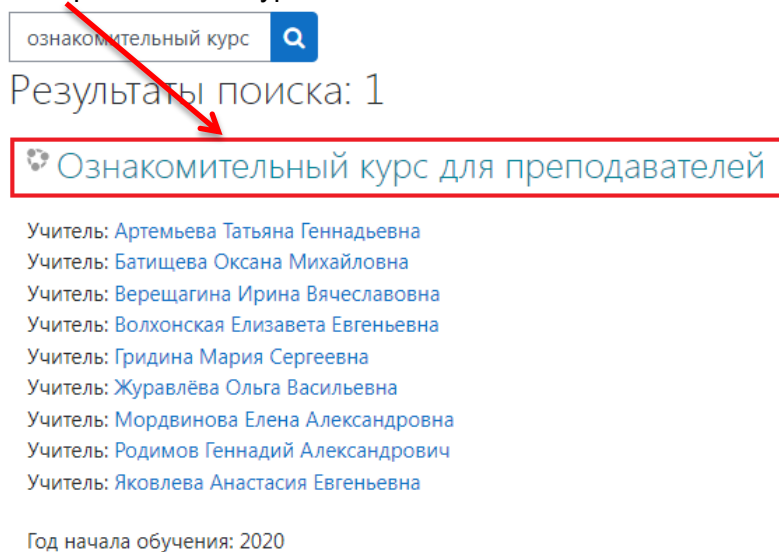 ознакомительный курс
Результаты поиска: 1
Ознакомительный курс для преподавателей
Учитель: Артемьева Татьяна Геннадьевна
Учитель: Батищева Оксана Михайловна
Учитель: Верещагина Ирина Вячеславовна
Учитель: Волхонская Елизавета Евгеньевна
Учитель: Гридина Мария Сергеевна
Учитель: Журавлёва Ольга Васильевна
Учитель: Мордвинова Елена Александровна
Учитель: Родимов Геннадий Александрович
Учитель: Яковлева Анастасия Евгеньевна
Год начала обучения: 2020